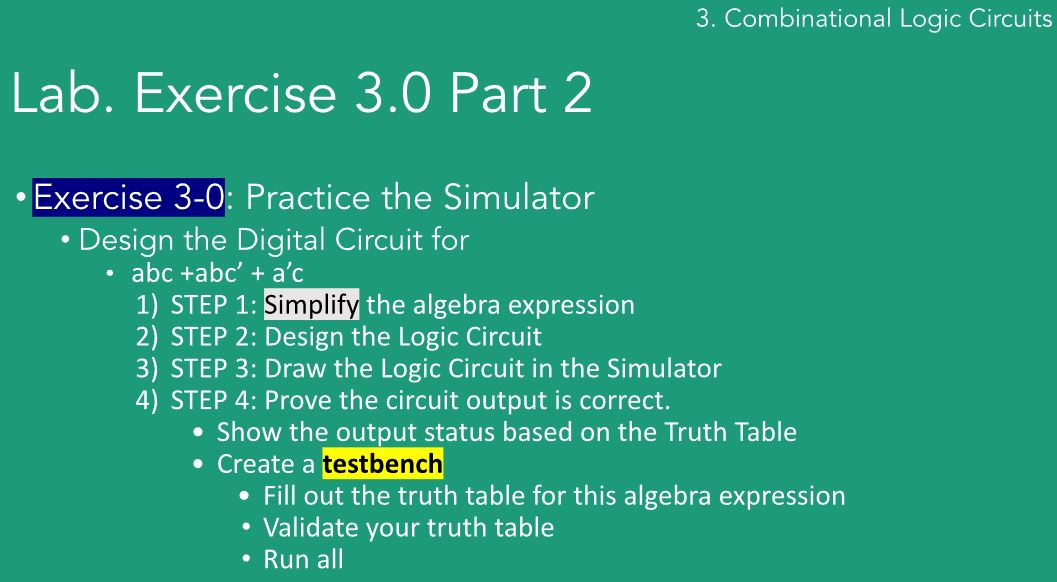 3. Combinational Logic Circuits
Lab. Exercise 3.0 Part 2
• Exercise 3-0: Practice the Simulator
• Design the Digital Circuit for
• abc +abc’ + a’c
1) STEP 1: Simplify the algebra expression
2) STEP 2: Design the Logic Circuit
3) STEP 3: Draw the Logic Circuit in the Simulator
4) STEP 4: Prove the circuit output is correct.
• Show the output status based on the Truth Table
• Create a testbench
• Fill out the truth table for this algebra expression
• Validate your truth table
• Run all